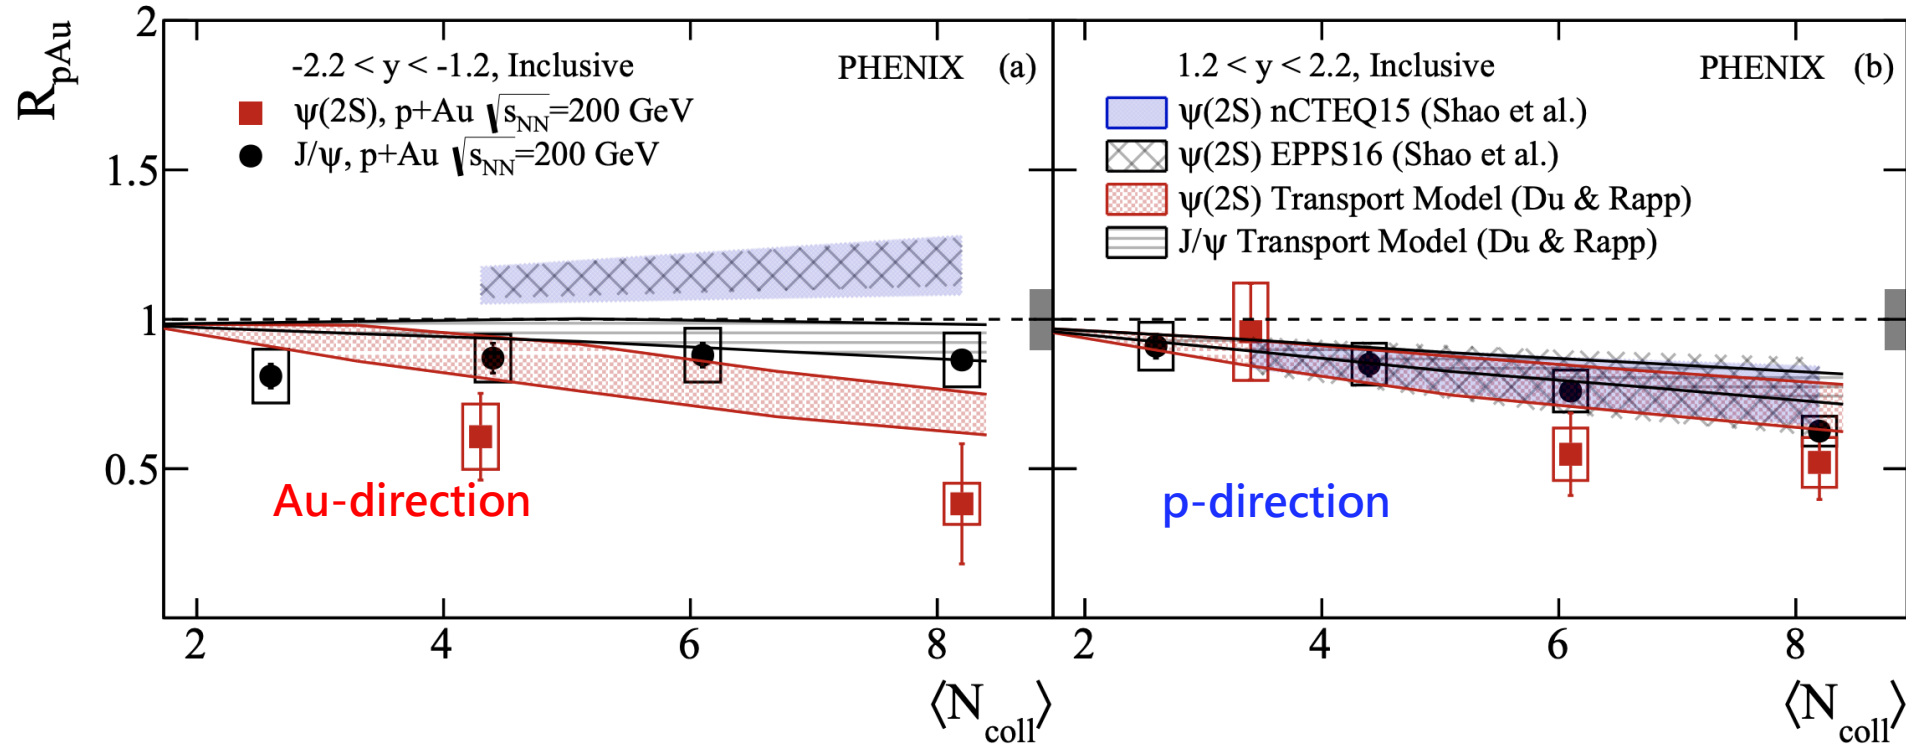 R_pAu
2
1.5
1
0.5
-2.2 < y < -1.2, Inclusive
PHENIX (a)
ψ(2S), p+Au √s_NN=200 GeV
J/ψ, p+Au √s_NN=200 GeV
Au-direction
2 4 6 8
⟨N_coll⟩
1.2 < y < 2.2, Inclusive
PHENIX (b)
ψ(2S) nCTEQ15 (Shao et al.)
ψ(2S) EPPS16 (Shao et al.)
ψ(2S) Transport Model (Du & Rapp)
J/ψ Transport Model (Du & Rapp)
p-direction
2 4 6 8
⟨N_coll⟩